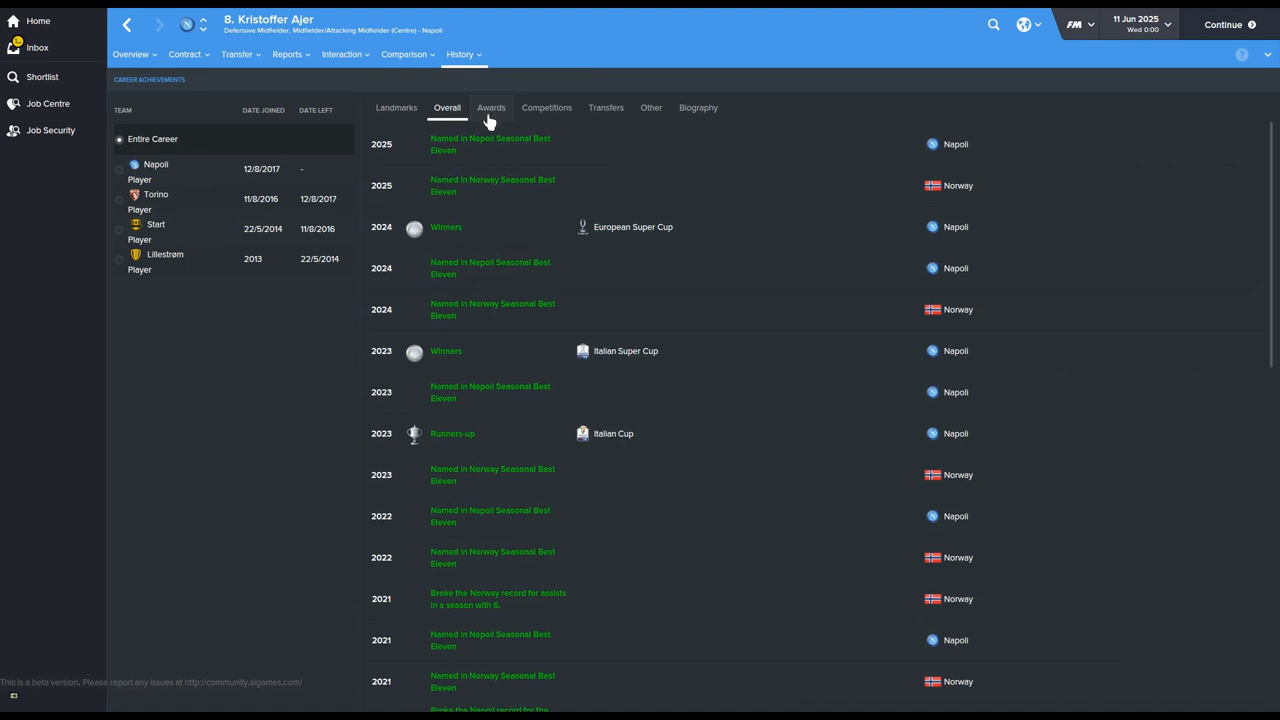 Home
Inbox
Shortlist
Job Centre
Job Security
8. Kristoffer Ajer
Defensive Midfielder, Midfielder/Attacking Midfielder (Centre) - Napoli
FM
11 Jun 2025
Wed 0:00
Continue
Overview
Contract
Transfer
Reports
Interaction
Comparison
History
?
CAREER ACHIEVEMENTS
TEAM
DATE JOINED
DATE LEFT
Entire Career
Napoli
Player
12/8/2017
-
Torino
Player
11/8/2016
12/8/2017
Start
Player
22/5/2014
11/8/2016
Lillestrøm
Player
2013
22/5/2014
Landmarks
Overall
Awards
Competitions
Transfers
Other
Biography
2025
Named in Napoli Seasonal Best
Eleven
Napoli
2025
Named in Norway Seasonal Best
Eleven
Norway
2024
Winners
European Super Cup
Napoli
2024
Named in Napoli Seasonal Best
Eleven
Napoli
2024
Named in Norway Seasonal Best
Eleven
Norway
2023
Winners
Italian Super Cup
Napoli
2023
Named in Napoli Seasonal Best
Eleven
Napoli
2023
Runners-up
Italian Cup
Napoli
2023
Named in Norway Seasonal Best
Eleven
Norway
2022
Named in Napoli Seasonal Best
Eleven
Napoli
2022
Named in Norway Seasonal Best
Eleven
Norway
2021
Broke the Norway record for assists
in a season with 6.
Norway
2021
Named in Napoli Seasonal Best
Eleven
Napoli
2021
Named in Norway Seasonal Best
Eleven
Norway
Broke the Napoli record for the
This is a beta version. Please report any issues at http://community.sigames.com/